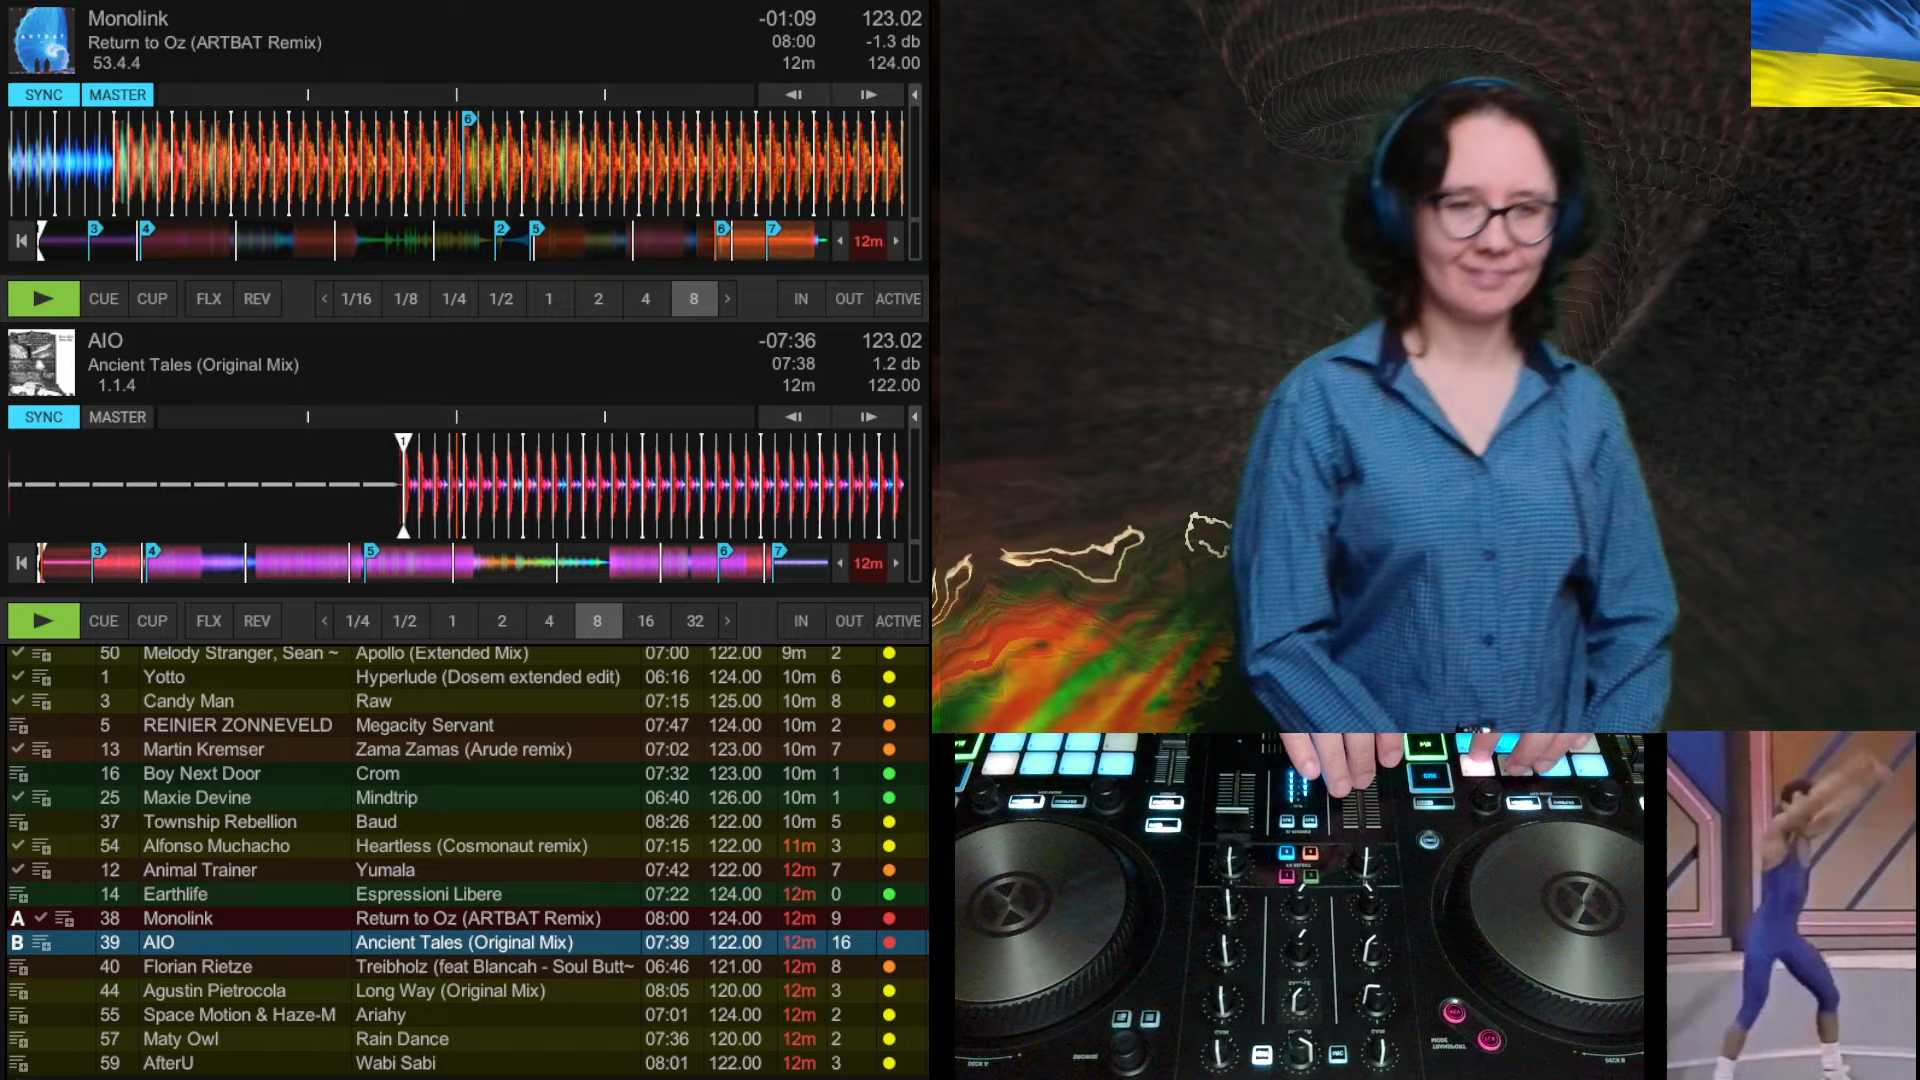 Monolink -01:09 123.02
Return to Oz (ARTBAT Remix) 08:00 -1.3 db
53.4.4 12m 124.00
SYNC MASTER
6
3 4 2 5 6 7 12m
CUE CUP FLX REV 1/16 1/8 1/4 1/2 1 2 4 8 IN OUT ACTIVE
AIO -07:36 123.02
Ancient Tales (Original Mix) 07:38 1.2 db
1.1.4 12m 122.00
SYNC MASTER
1
3 4 5 6 7 12m
CUE CUP FLX REV 1/4 1/2 1 2 4 8 16 32 IN OUT ACTIVE
50 Melody Stranger, Sean ~ Apollo (Extended Mix) 07:00 122.00 9m 2
1 Yotto Hyperlude (Dosem extended edit) 06:16 124.00 10m 6
3 Candy Man Raw 07:15 125.00 10m 8
5 REINIER ZONNEVELD Megacity Servant 07:47 124.00 10m 2
13 Martin Kremser Zama Zamas (Arude remix) 07:02 123.00 10m 7
16 Boy Next Door Crom 07:32 123.00 10m 1
25 Maxie Devine Mindtrip 06:40 126.00 10m 1
37 Township Rebellion Baud 08:26 122.00 10m 5
54 Alfonso Muchacho Heartless (Cosmonaut remix) 07:15 122.00 11m 3
12 Animal Trainer Yumala 07:42 122.00 12m 7
14 Earthlife Espressioni Libere 07:22 124.00 12m 0
A 38 Monolink Return to Oz (ARTBAT Remix) 08:00 124.00 12m 9
B 39 AIO Ancient Tales (Original Mix) 07:39 122.00 12m 16
40 Florian Rietze Treibholz (feat Blancah - Soul Butt~ 06:46 121.00 12m 8
44 Agustin Pietrocola Long Way (Original Mix) 08:05 120.00 12m 3
55 Space Motion & Haze-M Ariahy 07:01 124.00 12m 2
57 Maty Owl Rain Dance 07:36 120.00 12m 2
59 AfterU Wabi Sabi 08:01 122.00 12m 3